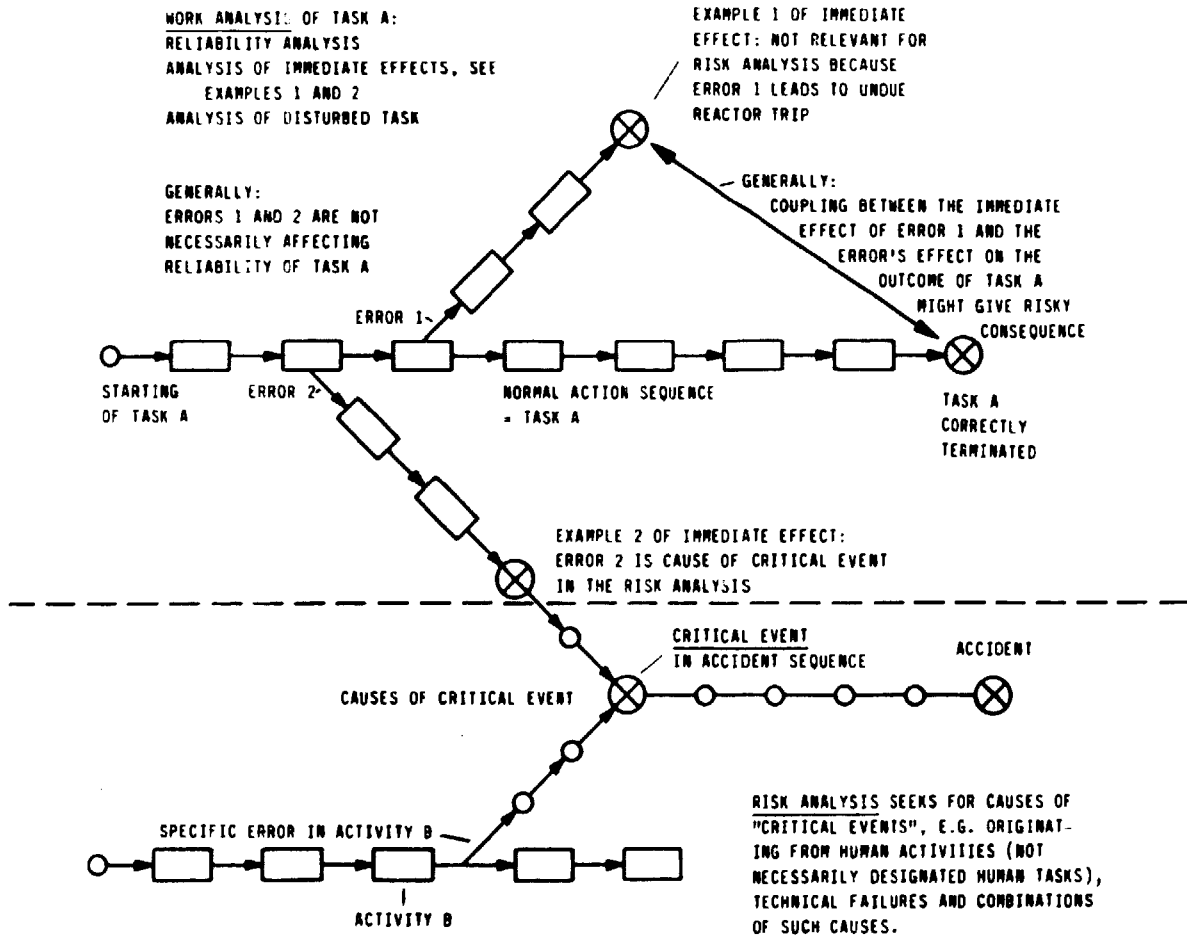 WORK ANALYSIS OF TASK A:
RELIABILITY ANALYSIS
ANALYSIS OF IMMEDIATE EFFECTS, SEE
EXAMPLES 1 AND 2
ANALYSIS OF DISTURBED TASK
EXAMPLE 1 OF IMMEDIATE
EFFECT: NOT RELEVANT FOR
RISK ANALYSIS BECAUSE
ERROR 1 LEADS TO UNDUE
REACTOR TRIP
GENERALLY:
ERRORS 1 AND 2 ARE NOT
NECESSARILY AFFECTING
RELIABILITY OF TASK A
GENERALLY:
COUPLING BETWEEN THE IMMEDIATE
EFFECT OF ERROR 1 AND THE
ERROR'S EFFECT ON THE
OUTCOME OF TASK A
MIGHT GIVE RISKY
CONSEQUENCE
ERROR 1
STARTING
OF TASK A
ERROR 2
NORMAL ACTION SEQUENCE
= TASK A
TASK A
CORRECTLY
TERMINATED
EXAMPLE 2 OF IMMEDIATE EFFECT:
ERROR 2 IS CAUSE OF CRITICAL EVENT
IN THE RISK ANALYSIS
CRITICAL EVENT
IN ACCIDENT SEQUENCE
ACCIDENT
CAUSES OF CRITICAL EVENT
SPECIFIC ERROR IN ACTIVITY B
ACTIVITY B
RISK ANALYSIS SEEKS FOR CAUSES OF
"CRITICAL EVENTS", E.G. ORIGINAT-
ING FROM HUMAN ACTIVITIES (NOT
NECESSARILY DESIGNATED HUMAN TASKS),
TECHNICAL FAILURES AND COMBINATIONS
OF SUCH CAUSES.